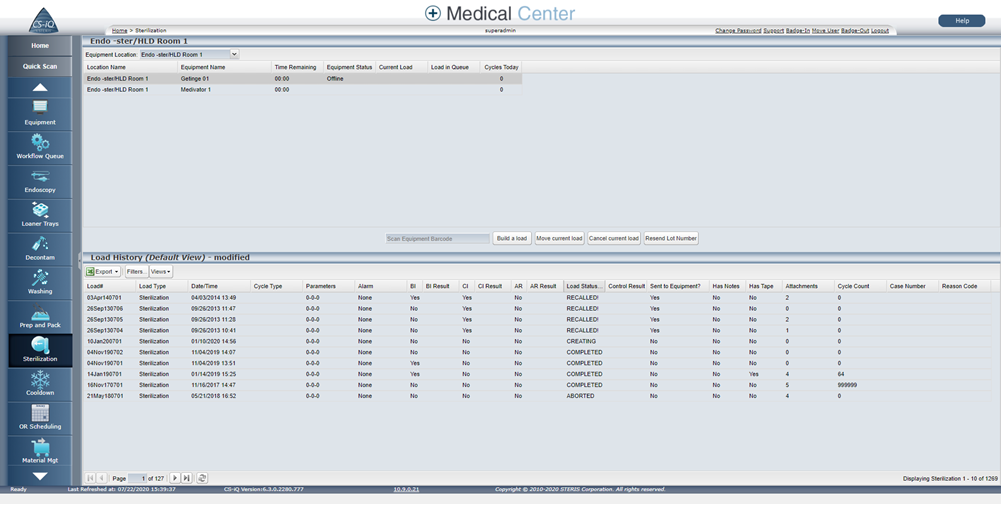 Medical Center
CS-iQ
Help
Home > Sterilization
superadmin
Change Password Support Badge-In Move User Badge-Out Logout
Home
Quick Scan
Equipment
Workflow Queue
Endoscopy
Loaner Trays
Decontam
Washing
Prep and Pack
Sterilization
Cooldown
OR Scheduling
Material Mgt
Endo -ster/HLD Room 1
Equipment Location: Endo -ster/HLD Room 1
Location Name Equipment Name Time Remaining Equipment Status Current Load Load in Queue Cycles Today
Endo -ster/HLD Room 1 Getinge 01 00:00 Offline 0
Endo -ster/HLD Room 1 Medivator 1 00:00 0
Scan Equipment Barcode Build a load Move current load Cancel current load Resend Lot Number
Load History (Default View) - modified
Export Filters... Views
Load# Load Type Date/Time Cycle Type Parameters Alarm BI BI Result CI CI Result AR AR Result Load Status... Control Result Sent to Equipment? Has Notes Has Tape Attachments Cycle Count Case Number Reason Code
03Apr140701 Sterilization 04/03/2014 13:49 0-0-0 None Yes Yes No RECALLED! Yes No No 2 0
26Sep130706 Sterilization 09/26/2013 11:47 0-0-0 None No Yes No RECALLED! Yes No No 0 0
26Sep130705 Sterilization 09/26/2013 11:28 0-0-0 None No Yes No RECALLED! Yes No No 2 0
26Sep130704 Sterilization 09/26/2013 10:41 0-0-0 None No Yes No RECALLED! Yes No No 1 0
10Jan200701 Sterilization 01/10/2020 14:56 0-0-0 None No No No CREATING No No No 0 0
04Nov190702 Sterilization 11/04/2019 14:07 0-0-0 None No No No COMPLETED No No No 0 0
04Nov190701 Sterilization 11/04/2019 13:51 0-0-0 None Yes No No COMPLETED No No No 0 0
14Jan190701 Sterilization 01/14/2019 15:25 0-0-0 None Yes No No COMPLETED No No Yes 4 64
16Nov170701 Sterilization 11/16/2017 14:47 0-0-0 None No No No COMPLETED No No No 5 999999
21May180701 Sterilization 05/21/2018 16:52 0-0-0 None No No No ABORTED No No No 4 0
Page 1 of 127
Displaying Sterilization 1 - 10 of 1269
Ready Last Refreshed at: 07/22/2020 15:39:37 CS-iQ Version:6.3.0.2280.777 10.9.0.21 Copyright © 2010-2020 STERIS Corporation. All rights reserved.